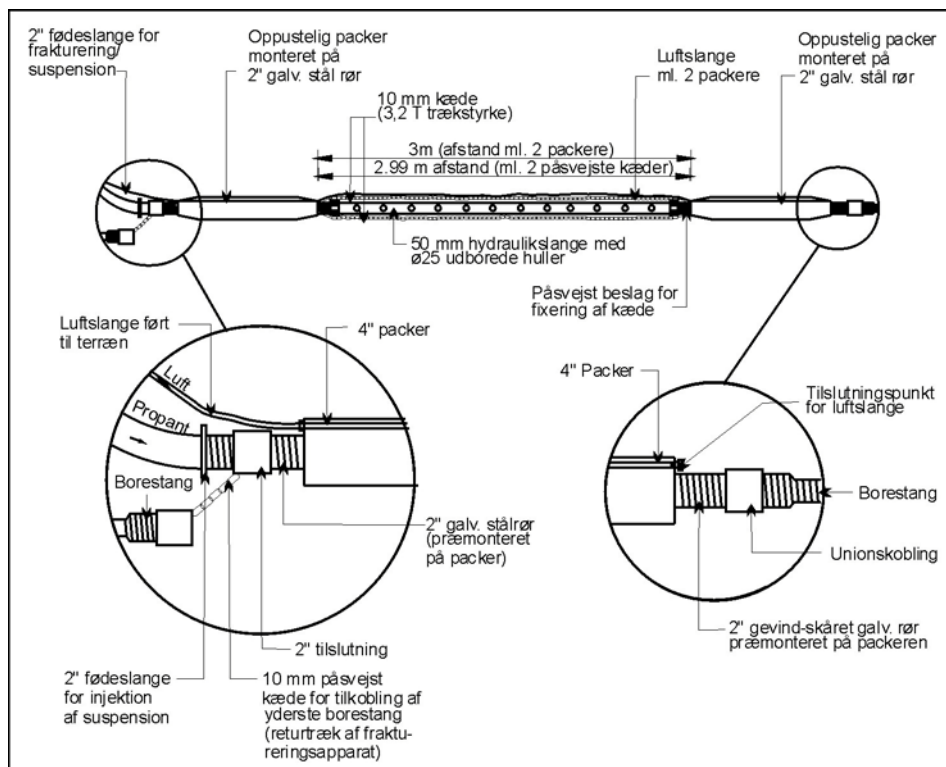 2" fødeslange for
frakturering/
suspension
Oppustelig packer
monteret på
2" galv. stål rør
10 mm kæde
(3,2 T trækstyrke)
Luftslange
ml. 2 packere
Oppustelig packer
monteret på
2" galv. stål rør
3m (afstand ml. 2 packere)
2.99 m afstand (ml. 2 påsvejste kæder)
50 mm hydraulikslange med
ø25 udborede huller
Påsvejst beslag for
fixering af kæde
Luftslange ført
til terræn
4" packer
Luft
Propant
Borestang
2" galv. stålrør
(præmonteret
på packer)
2" tilslutning
2" fødeslange
for injektion
af suspension
10 mm påsvejst
kæde for tilkobling af
yderste borestang
(returtræk af fraktu-
reringsapparat)
4" Packer
Tilslutningspunkt
for luftslange
Borestang
Unionskobling
2" gevind-skåret galv. rør
præmonteret på packeren